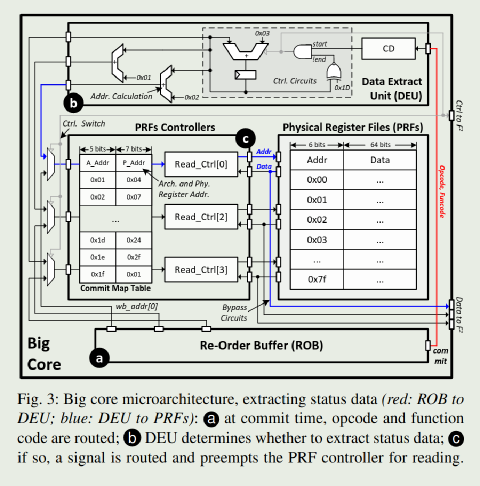 0x03
start
!end
CD
0x01
0x1D
Addr. Calculation
0x02
Ctrl. Circuits
Data Extract
Unit (DEU)
b
Ctrl to F²
Ctrl. Switch
PRFs Controllers
c
Physical Register Files (PRFs)
5 bits
7 bits
Addr
6 bits
64 bits
A_Addr
P_Addr
Read_Ctrl[0]
Data
Addr
Data
0x01
0x04
0x00
...
0x02
0x07
Arch. and Phy.
Register Addr.
0x01
...
...
Read_Ctrl[2]
0x02
...
0x1d
0x24
0x03
...
0x1e
0x2f
Read_Ctrl[3]
...
...
0x1f
0x01
0x7f
...
Commit Map Table
Opcode, Funcode
wb_addr[0]
Bypass
Circuits
Data to F²
Big
Core
a
Re-Order Buffer (ROB)
com
mit
Fig. 3: Big core microarchitecture, extracting status data (red: ROB to
DEU; blue: DEU to PRFs): a at commit time, opcode and function
code are routed; b DEU determines whether to extract status data; c
if so, a signal is routed and preempts the PRF controller for reading.